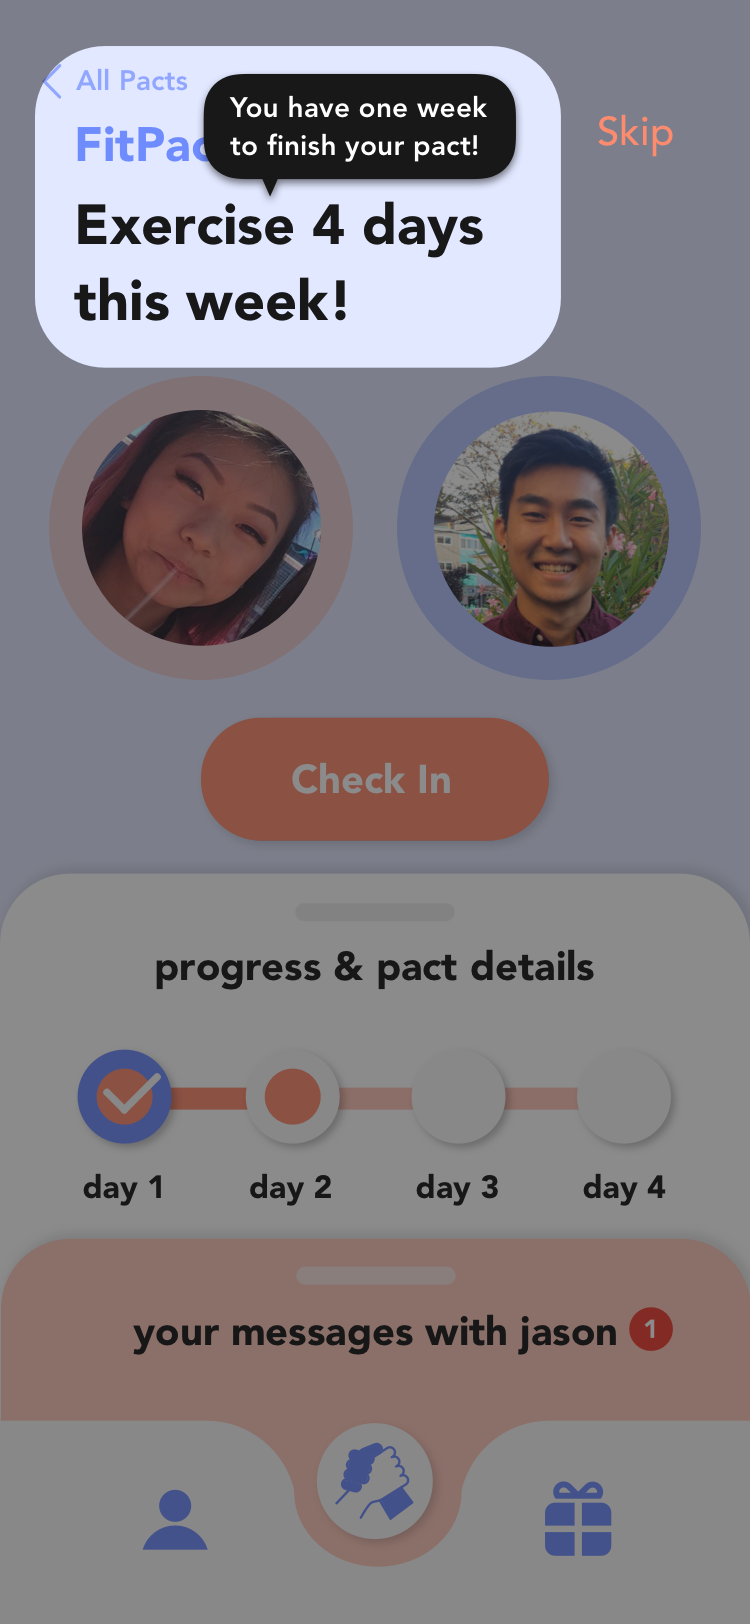 All Pacts
You have one week
to finish your pact!
Skip
Exercise 4 days
this week!
Check In
progress & pact details
day 1
day 2
day 3
day 4
your messages with jason 1